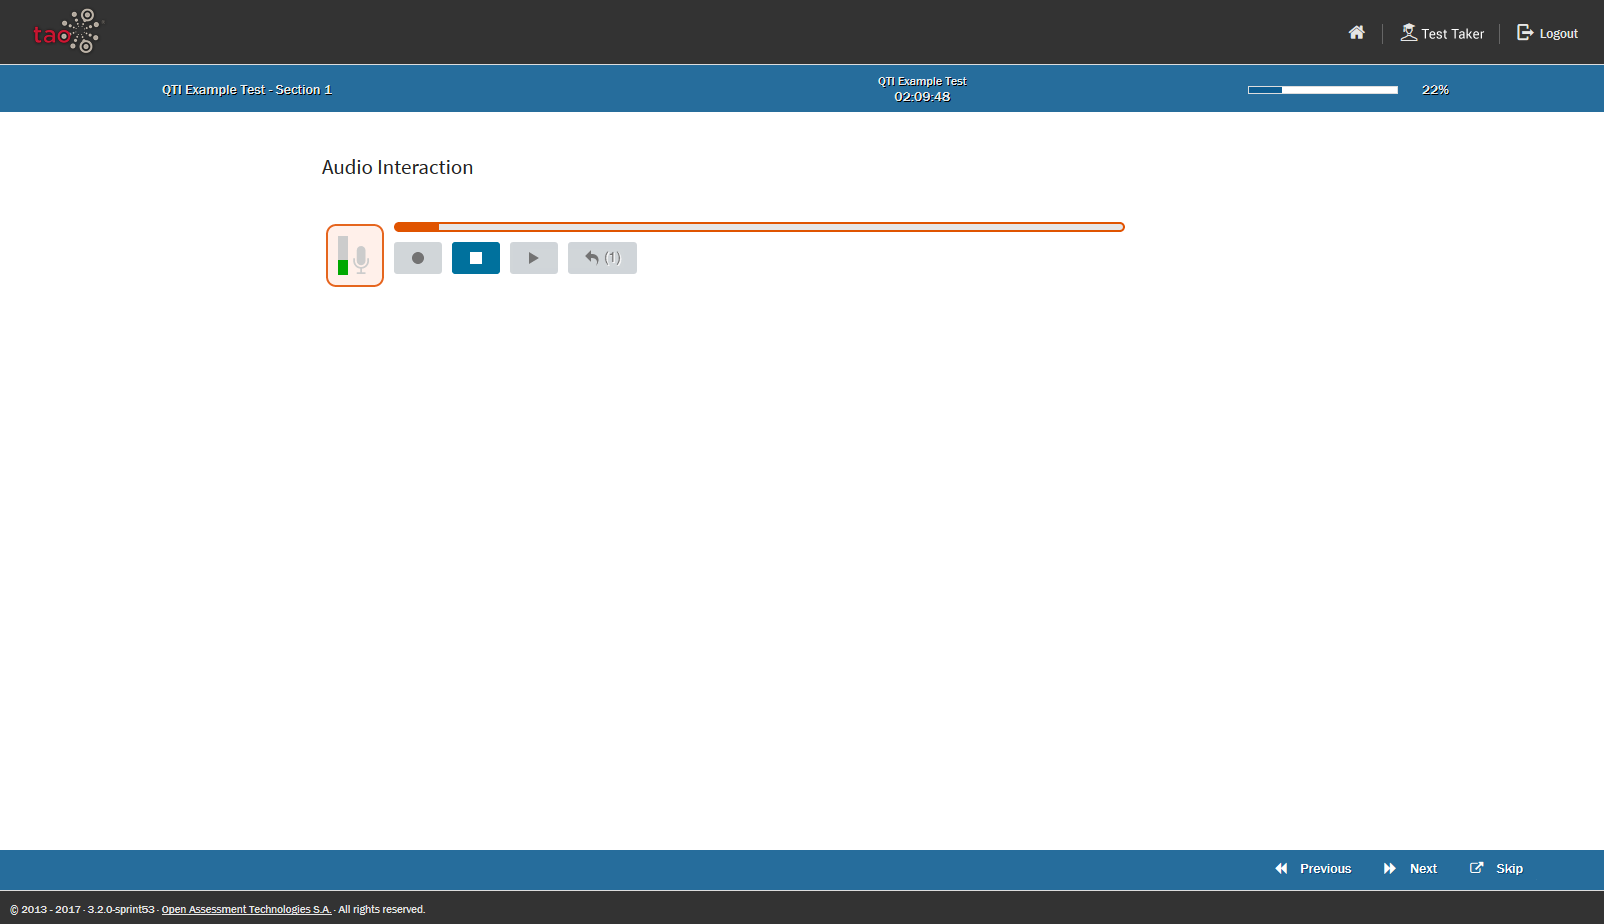 tao
Test Taker
Logout
QTI Example Test - Section 1
QTI Example Test
02:09:48
22%
Audio Interaction
(1)
Previous
Next
Skip
© 2013 - 2017 · 3.2.0-sprint53 · Open Assessment Technologies S.A. · All rights reserved.